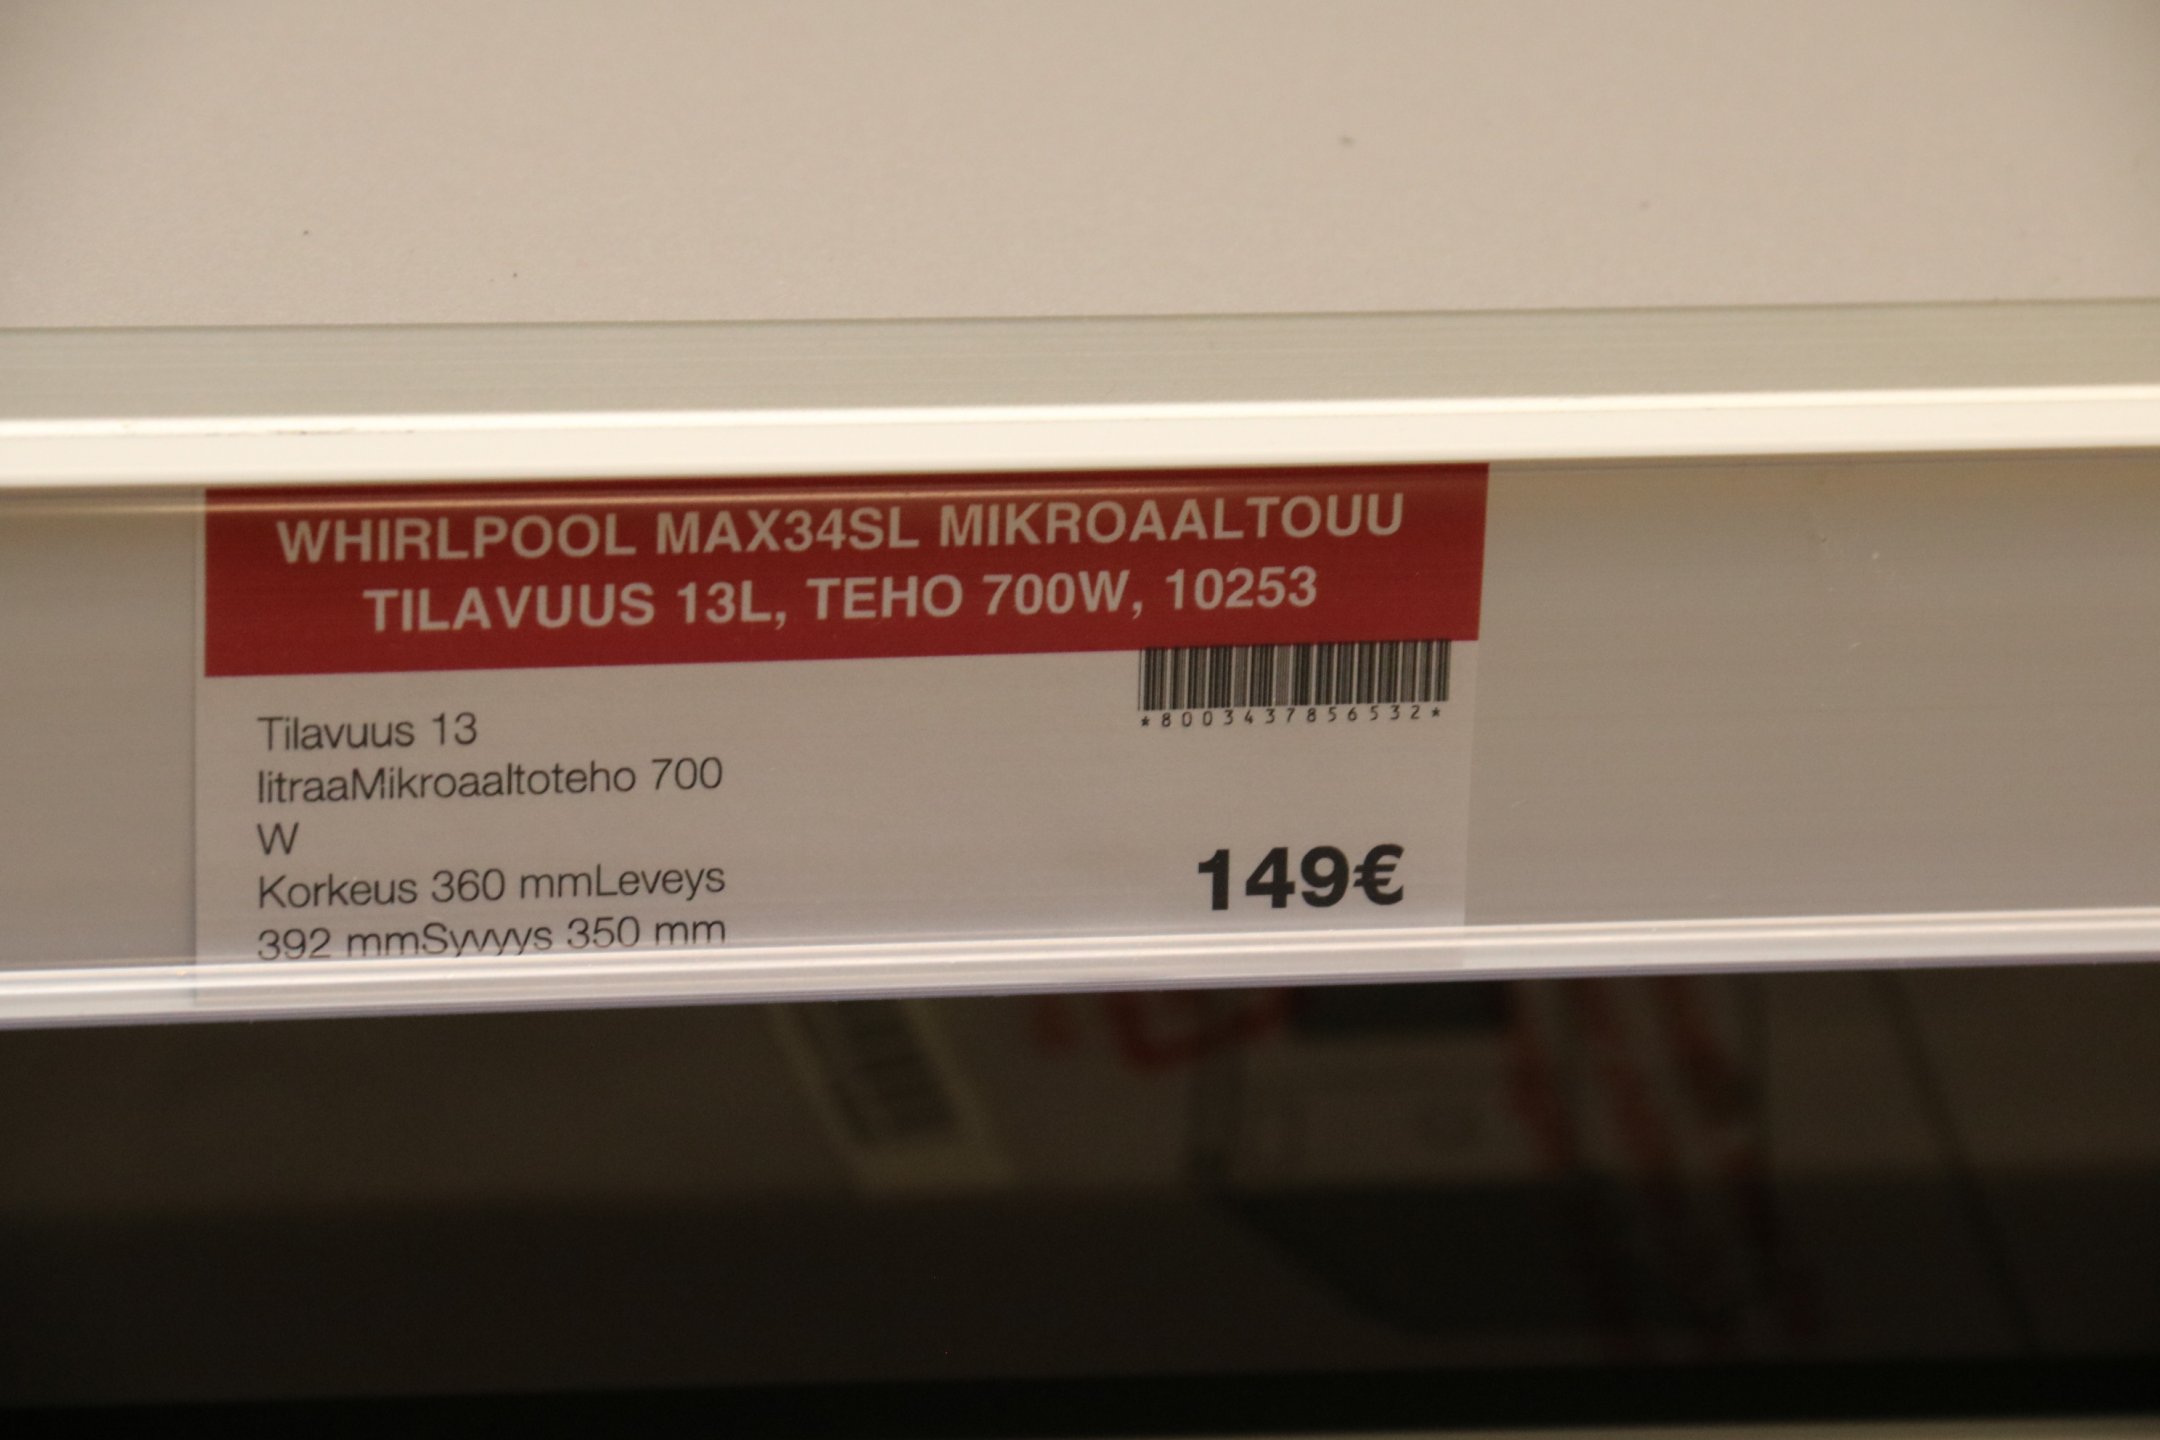 WHIRLPOOL MAX34SL MIKROAALTOUU
TILAVUUS 13L, TEHO 700W, 10253
*8003437856532*
Tilavuus 13
litraaMikroaaltoteho 700
W
Korkeus 360 mmLeveys
392 mmSyvyys 350 mm
149€